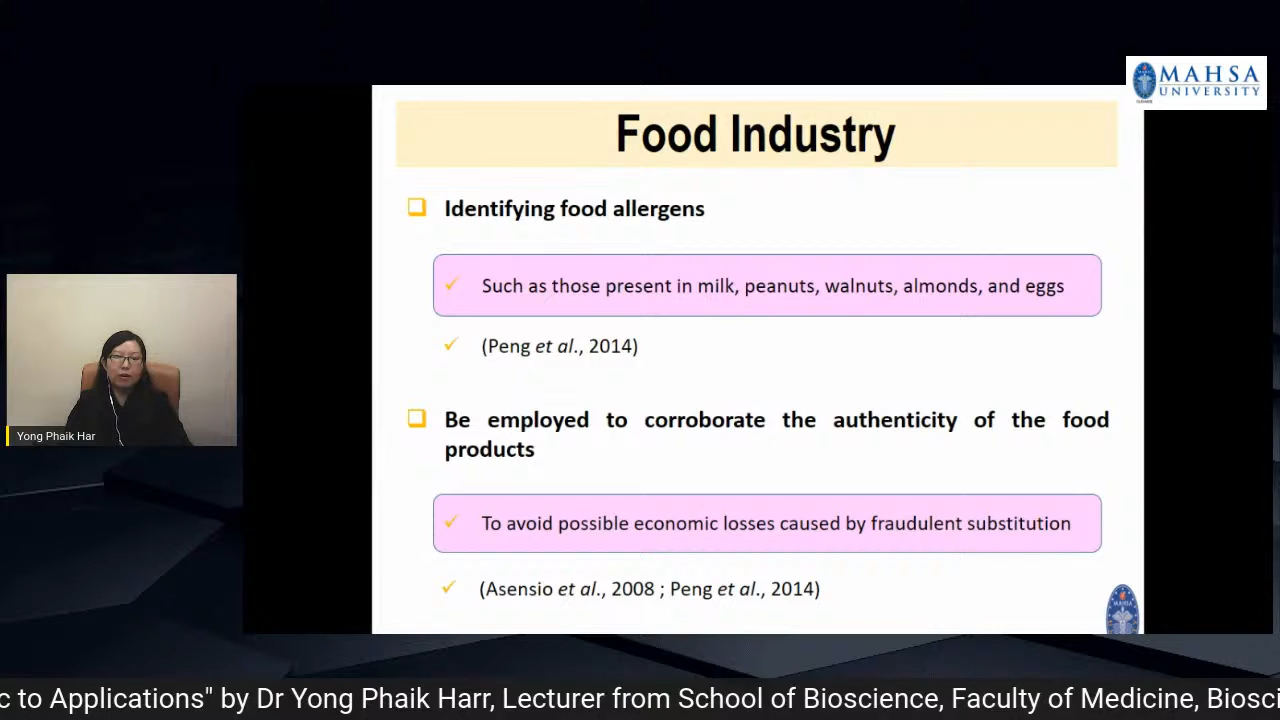 MAHSA
UNIVERSITY
Food Industry
Identifying food allergens
Such as those present in milk, peanuts, walnuts, almonds, and eggs
(Peng et al., 2014)
Be employed to corroborate the authenticity of the food
products
To avoid possible economic losses caused by fraudulent substitution
(Asensio et al., 2008 ; Peng et al., 2014)
MAHSA
Yong Phaik Har
c to Applications" by Dr Yong Phaik Harr, Lecturer from School of Bioscience, Faculty of Medicine, Biosci